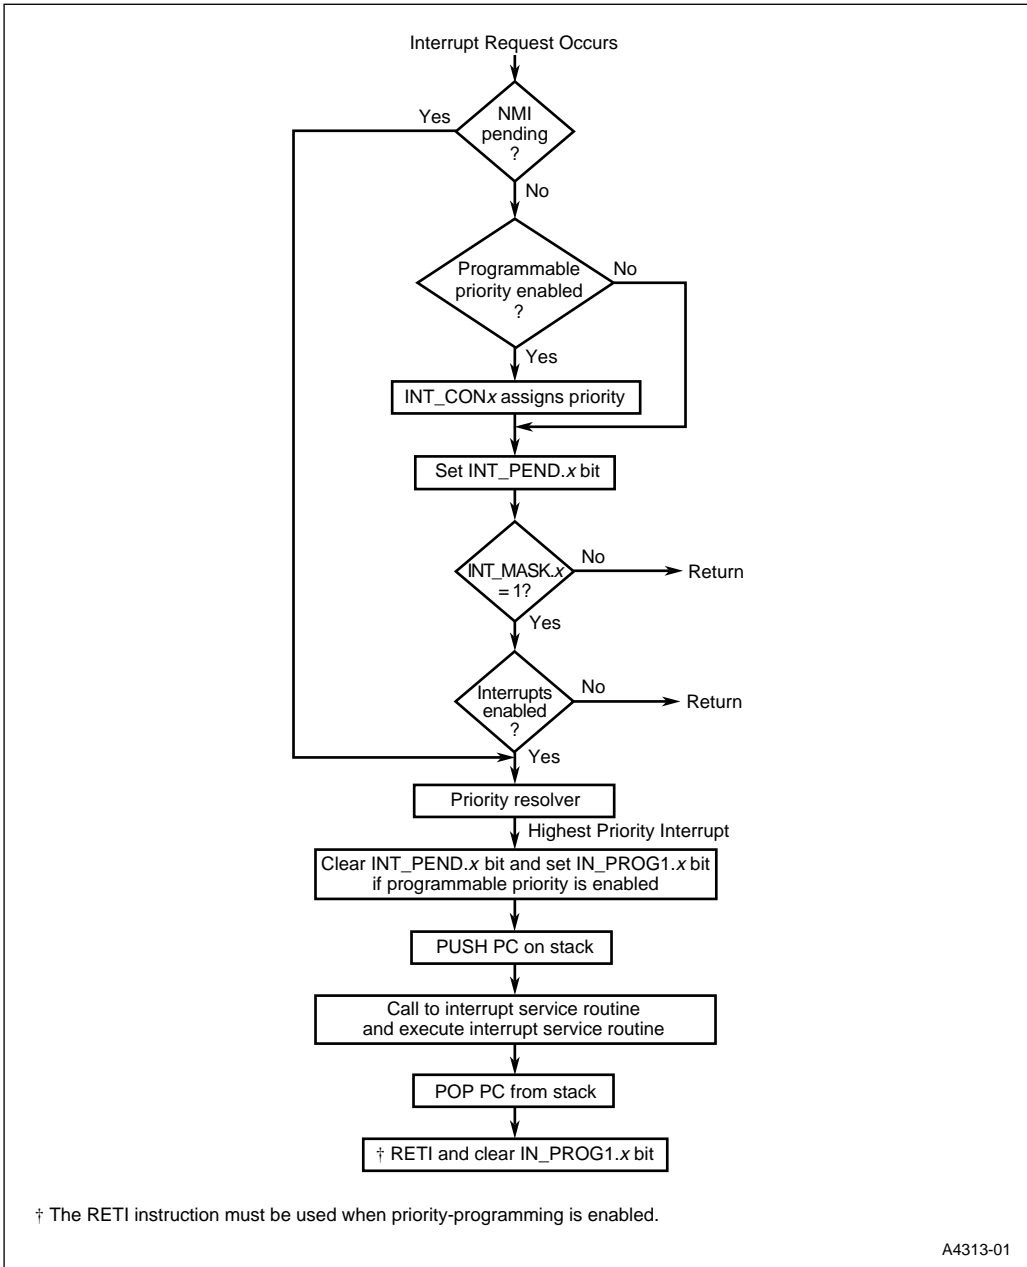 Interrupt Request Occurs
Yes
NMI
pending
?
No
Programmable
priority enabled
?
No
Yes
INT_CONx assigns priority
Set INT_PEND.x bit
INT_MASK.x
= 1?
No
Return
Yes
Interrupts
enabled
?
No
Return
Yes
Priority resolver
Highest Priority Interrupt
Clear INT_PEND.x bit and set IN_PROG1.x bit
if programmable priority is enabled
PUSH PC on stack
Call to interrupt service routine
and execute interrupt service routine
POP PC from stack
† RETI and clear IN_PROG1.x bit
† The RETI instruction must be used when priority-programming is enabled.
A4313-01